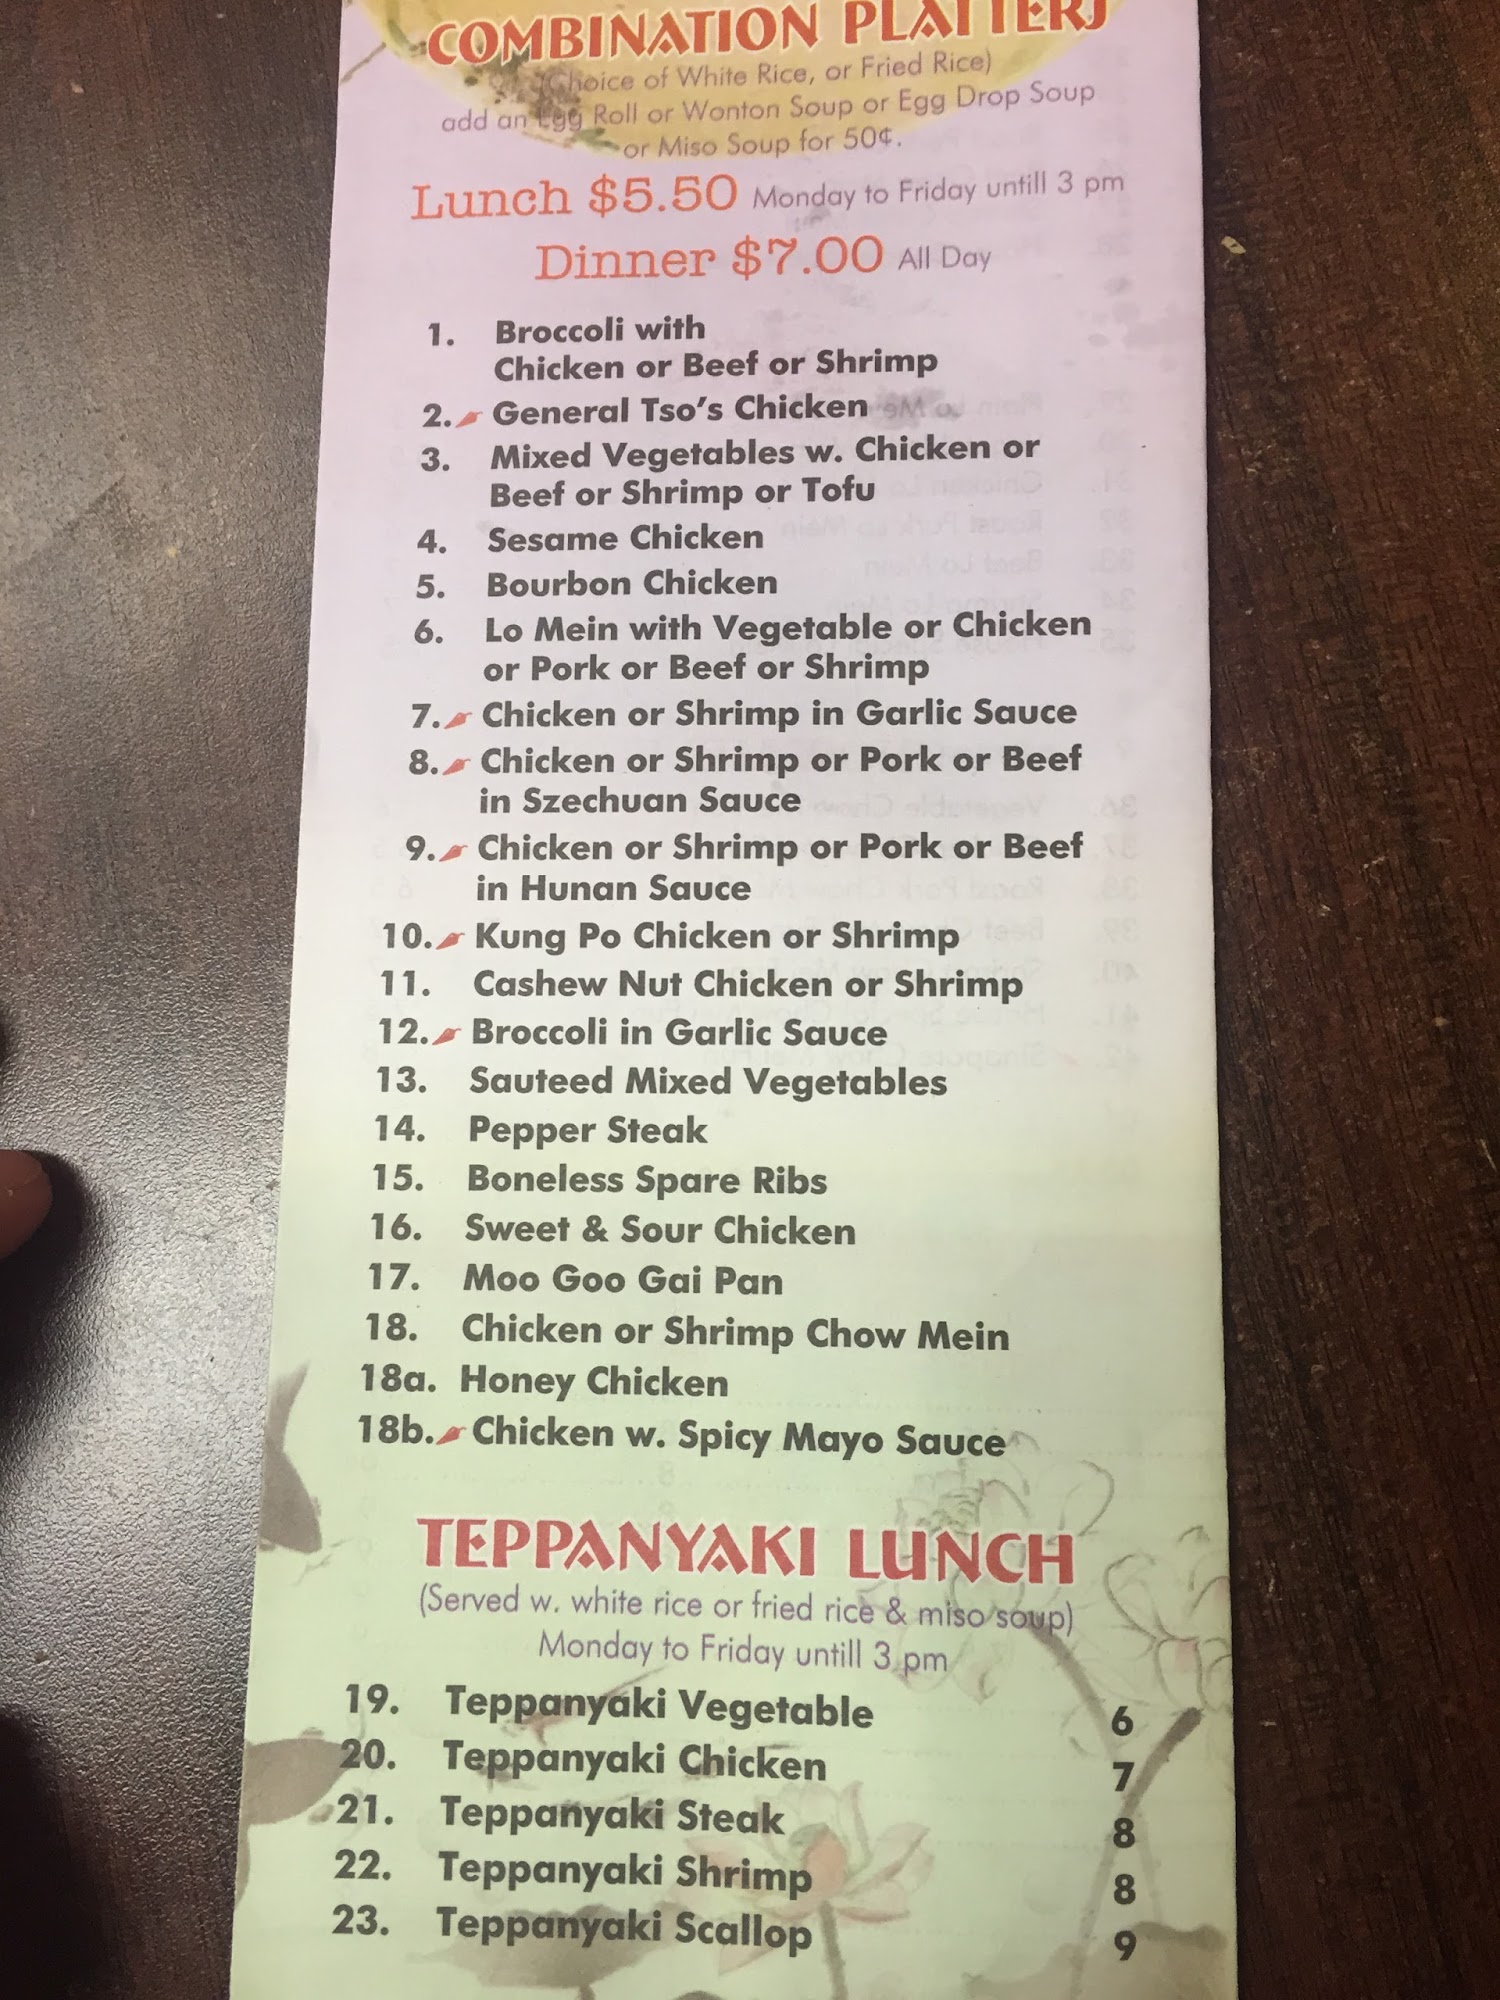 COMBINATION PLATTERS
(Choice of White Rice, or Fried Rice)
add an Egg Roll or Wonton Soup or Egg Drop Soup
or Miso Soup for 50¢.
Lunch $5.50 Monday to Friday untill 3 pm
Dinner $7.00 All Day
1. Broccoli with
Chicken or Beef or Shrimp
2. General Tso's Chicken
3. Mixed Vegetables w. Chicken or
Beef or Shrimp or Tofu
4. Sesame Chicken
5. Bourbon Chicken
6. Lo Mein with Vegetable or Chicken
or Pork or Beef or Shrimp
7. Chicken or Shrimp in Garlic Sauce
8. Chicken or Shrimp or Pork or Beef
in Szechuan Sauce
9. Chicken or Shrimp or Pork or Beef
in Hunan Sauce
10. Kung Po Chicken or Shrimp
11. Cashew Nut Chicken or Shrimp
12. Broccoli in Garlic Sauce
13. Sauteed Mixed Vegetables
14. Pepper Steak
15. Boneless Spare Ribs
16. Sweet & Sour Chicken
17. Moo Goo Gai Pan
18. Chicken or Shrimp Chow Mein
18a. Honey Chicken
18b. Chicken w. Spicy Mayo Sauce
TEPPANYAKI LUNCH
(Served w. white rice or fried rice & miso soup)
Monday to Friday untill 3 pm
19. Teppanyaki Vegetable 6
20. Teppanyaki Chicken 7
21. Teppanyaki Steak 8
22. Teppanyaki Shrimp 8
23. Teppanyaki Scallop 9